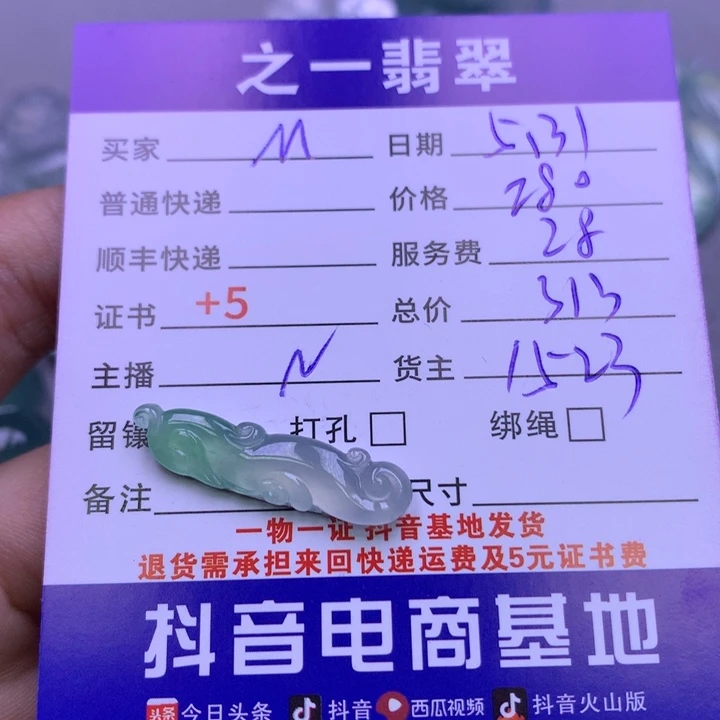 之一翡翠
买家 M 日期 5,31
普通快递 价格 280
顺丰快递 服务费 28
证书 +5 总价 313
主播 N 货主 1523
留镶 打孔 绑绳
备注 尺寸
一物一证 抖音基地发货
退货需承担来回快递运费及5元证书费
抖音电商基地
头条 今日头条 抖音 西瓜视频 抖音火山版